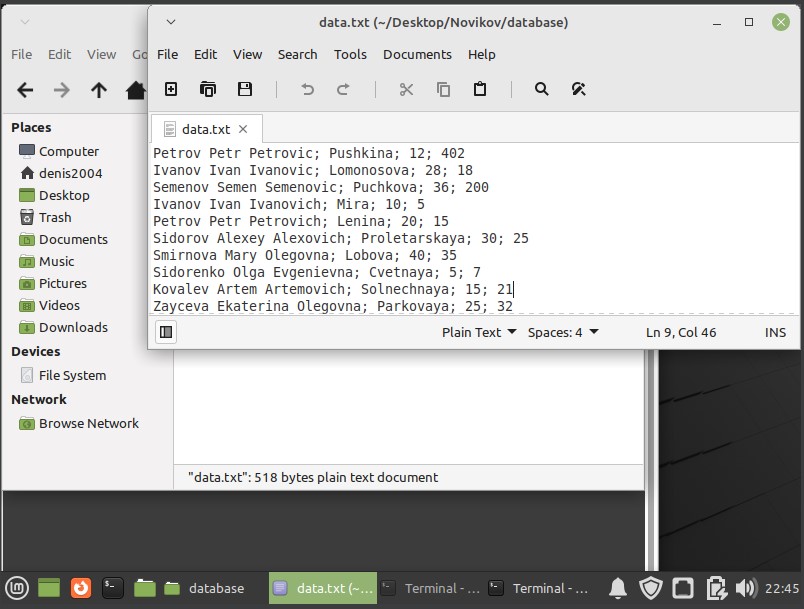 data.txt (~/Desktop/Novikov/database)
File Edit View Go
File Edit View Search Tools Documents Help
data.txt
Petrov Petr Petrovic; Pushkina; 12; 402
Ivanov Ivan Ivanovic; Lomonosova; 28; 18
Semenov Semen Semenovic; Puchkova; 36; 200
Ivanov Ivan Ivanovich; Mira; 10; 5
Petrov Petr Petrovich; Lenina; 20; 15
Sidorov Alexey Alexovich; Proletarskaya; 30; 25
Smirnova Mary Olegovna; Lobova; 40; 35
Sidorenko Olga Evgenievna; Cvetnaya; 5; 7
Kovalev Artem Artemovich; Solnechnaya; 15; 21
Zayceva Ekaterina Olegovna; Parkovaya; 25; 32
Plain Text Spaces: 4 Ln 9, Col 46 INS
Places
Computer
denis2004
Desktop
Trash
Documents
Music
Pictures
Videos
Downloads
Devices
File System
Network
Browse Network
"data.txt": 518 bytes plain text document
database data.txt (~... Terminal - ... Terminal - ... 22:45